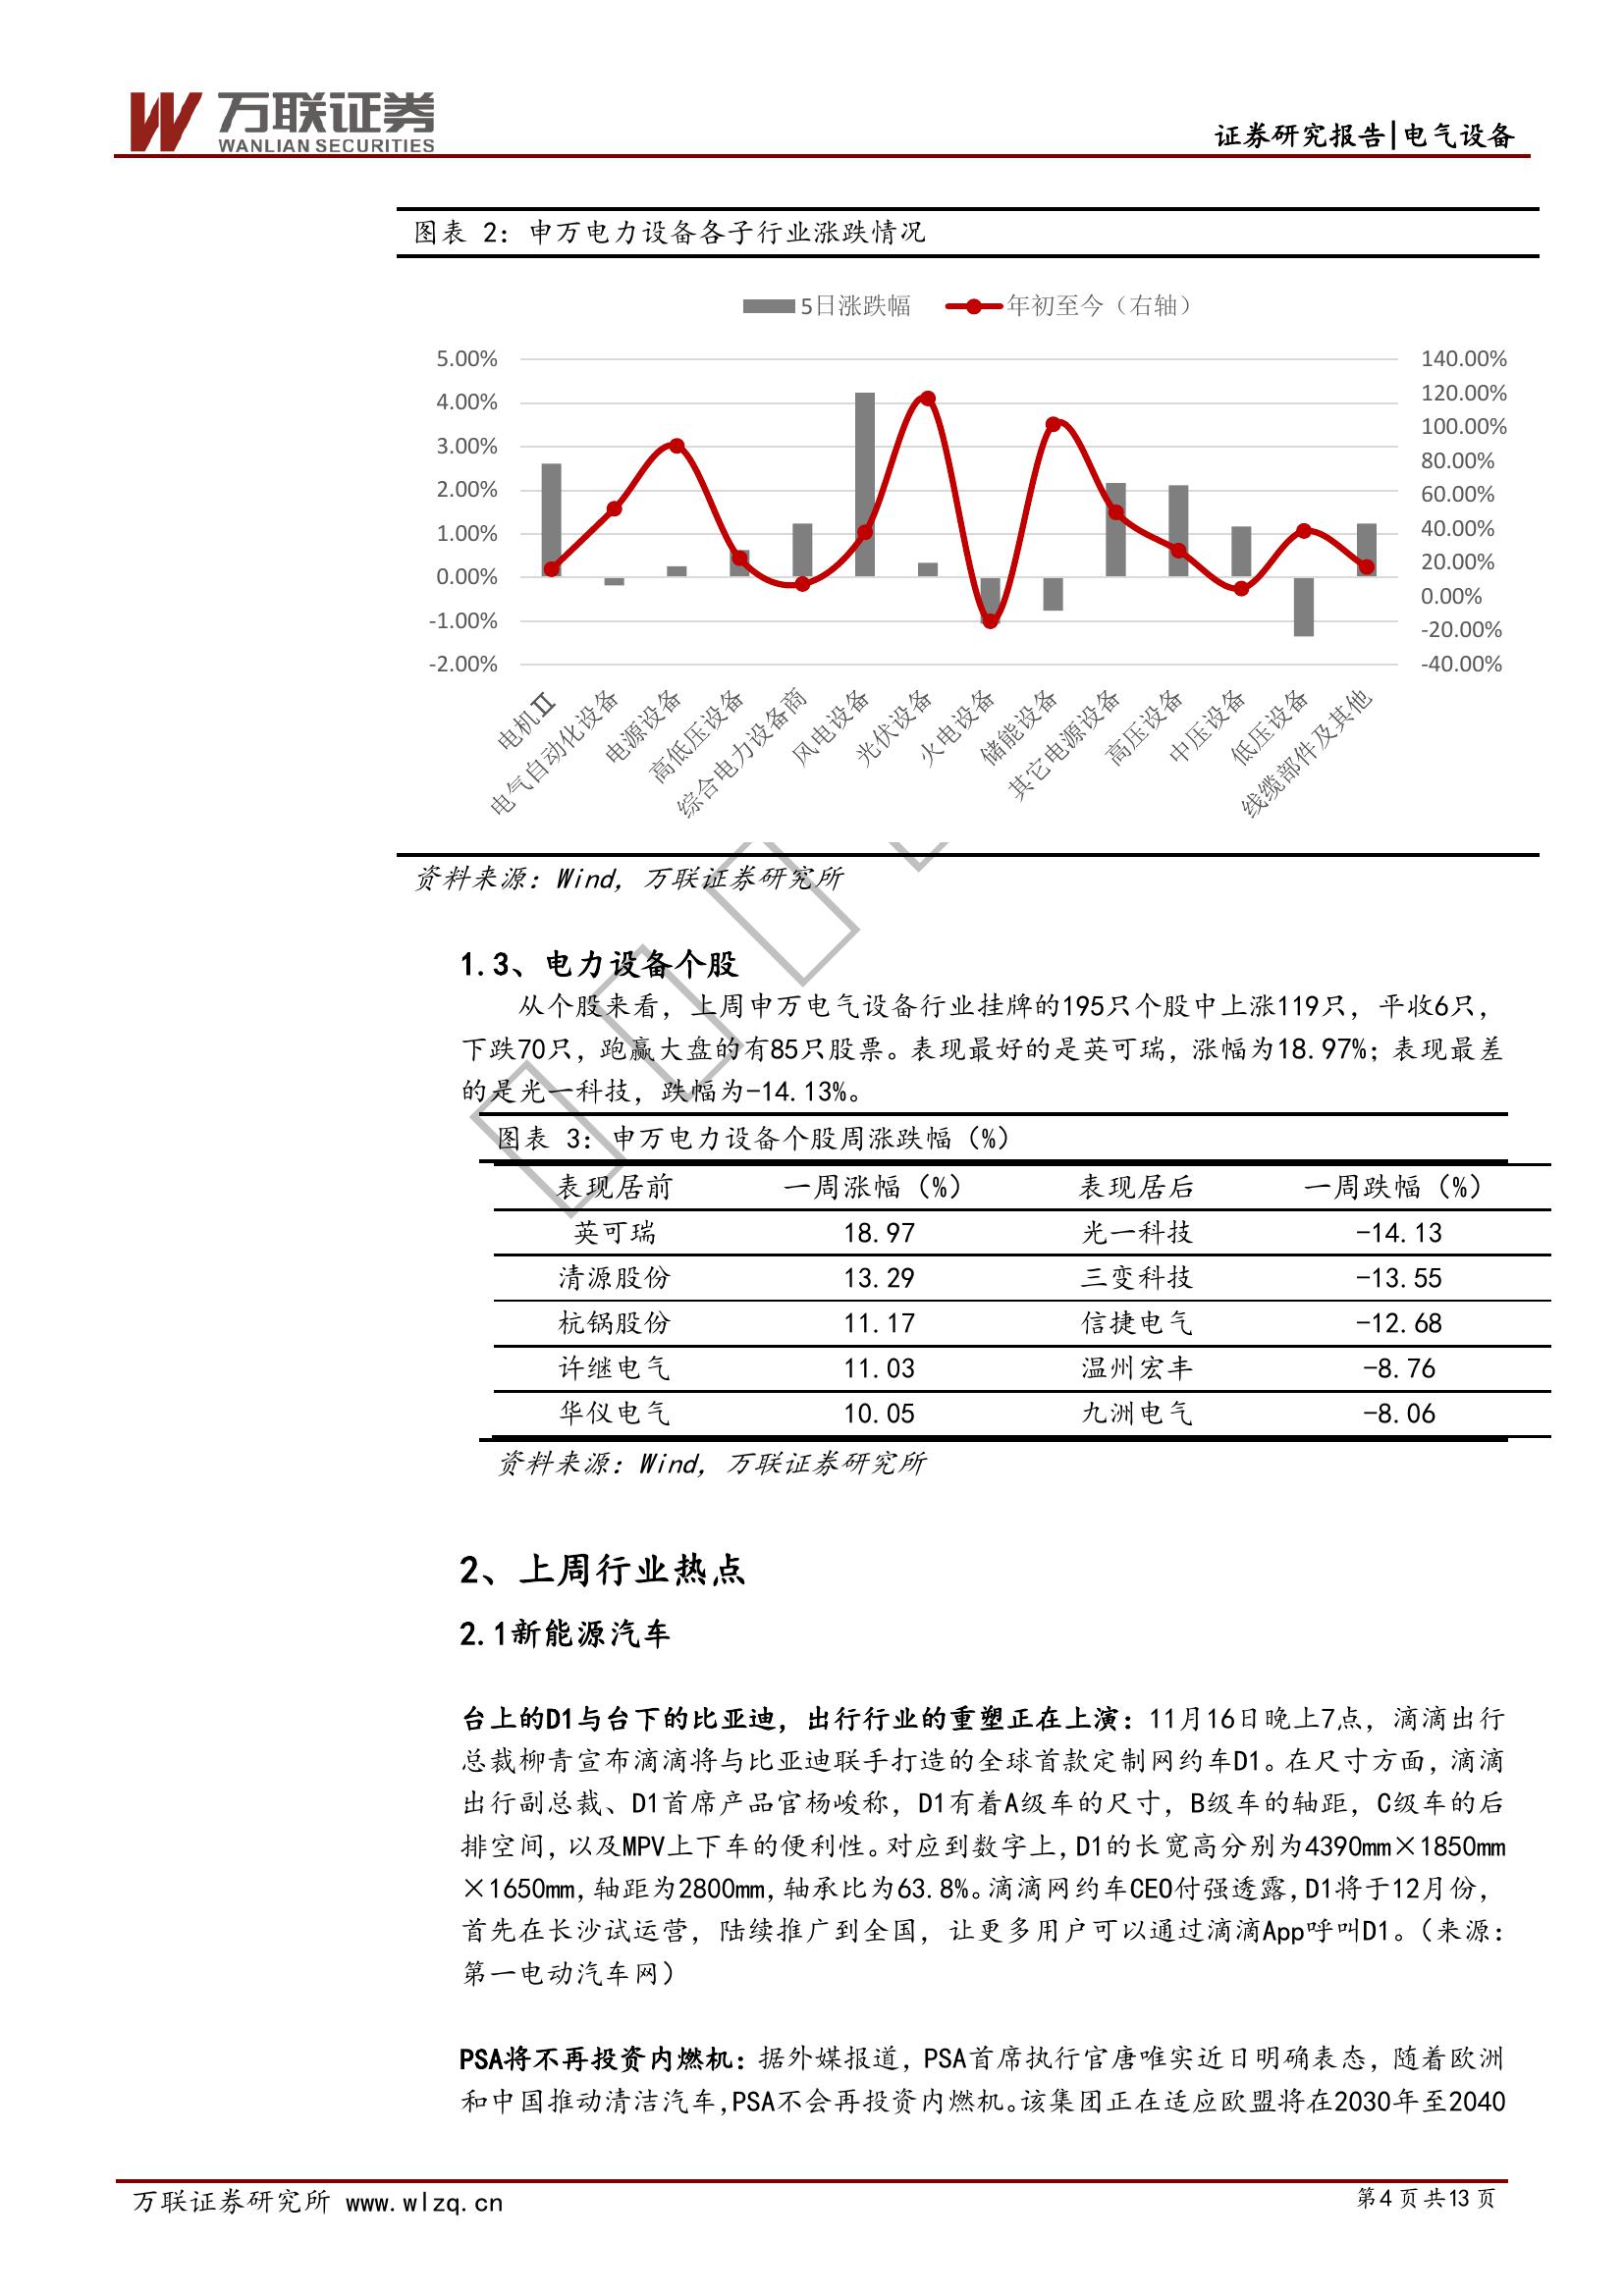 万联证券
WANLIAN SECURITIES
证券研究报告|电气设备
图表 2：申万电力设备各子行业涨跌情况
5日涨跌幅 年初至今（右轴）
5.00%
4.00%
3.00%
2.00%
1.00%
0.00%
-1.00%
-2.00%
140.00%
120.00%
100.00%
80.00%
60.00%
40.00%
20.00%
0.00%
-20.00%
-40.00%
电机Ⅱ
电气自动化设备
电源设备
高低压设备
综合电力设备商
风电设备
光伏设备
火电设备
储能设备
其它电源设备
高压设备
中压设备
低压设备
线缆部件及其他
资料来源：Wind，万联证券研究所
1.3、电力设备个股
从个股来看，上周申万电气设备行业挂牌的195只个股中上涨119只，平收6只，
下跌70只，跑赢大盘的有85只股票。表现最好的是英可瑞，涨幅为18.97%；表现最差
的是光一科技，跌幅为-14.13%。
图表 3：申万电力设备个股周涨跌幅（%）
表现居前 一周涨幅（%） 表现居后 一周跌幅（%）
英可瑞 18.97 光一科技 -14.13
清源股份 13.29 三变科技 -13.55
杭锅股份 11.17 信捷电气 -12.68
许继电气 11.03 温州宏丰 -8.76
华仪电气 10.05 九洲电气 -8.06
资料来源：Wind，万联证券研究所
2、上周行业热点
2.1新能源汽车
台上的D1与台下的比亚迪，出行行业的重塑正在上演：11月16日晚上7点，滴滴出行
总裁柳青宣布滴滴将与比亚迪联手打造的全球首款定制网约车D1。在尺寸方面，滴滴
出行副总裁、D1首席产品官杨峻称，D1有着A级车的尺寸，B级车的轴距，C级车的后
排空间，以及MPV上下车的便利性。对应到数字上，D1的长宽高分别为4390mm×1850mm
×1650mm，轴距为2800mm，轴承比为63.8%。滴滴网约车CEO付强透露，D1将于12月份，
首先在长沙试运营，陆续推广到全国，让更多用户可以通过滴滴App呼叫D1。（来源：
第一电动汽车网）
PSA将不再投资内燃机：据外媒报道，PSA首席执行官唐唯实近日明确表态，随着欧洲
和中国推动清洁汽车，PSA不会再投资内燃机。该集团正在适应欧盟将在2030年至2040
万联证券研究所 www.wlzq.cn
第4页共13页